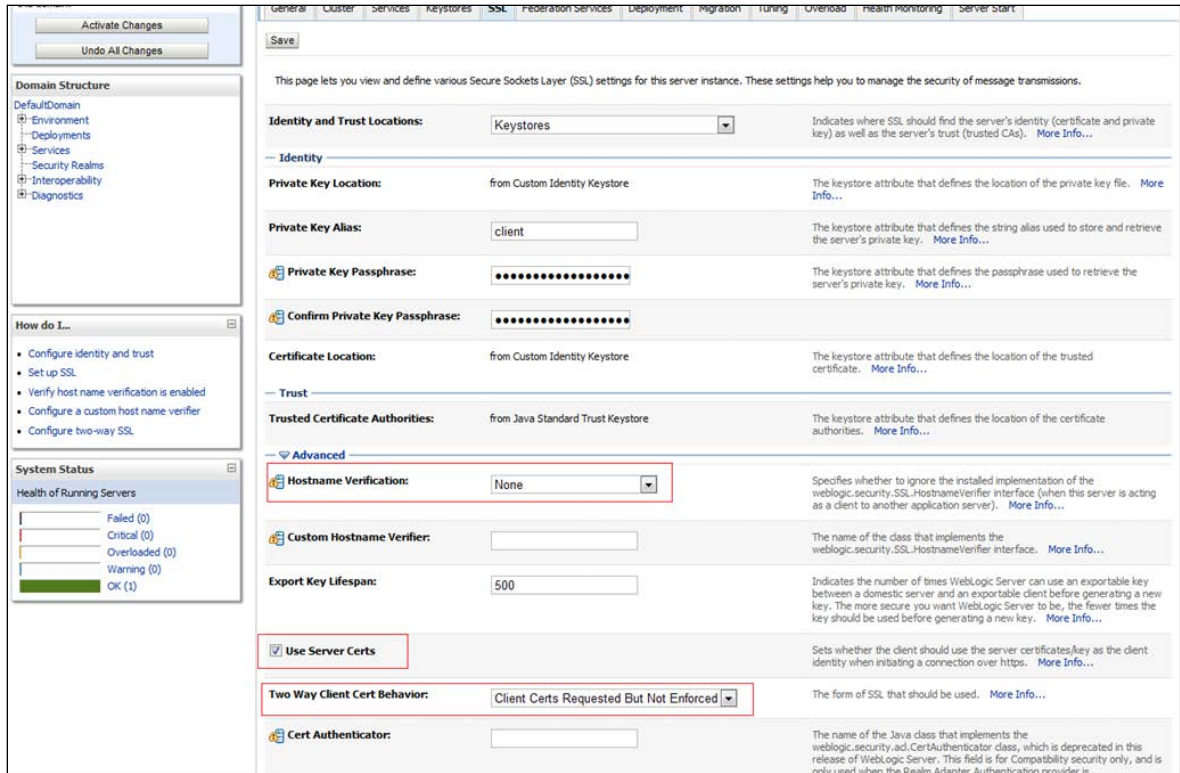 Activate Changes
Undo All Changes
Domain Structure
DefaultDomain
Environment
Deployments
Services
Security Realms
Interoperability
Diagnostics
How do I...
Configure identity and trust
Set up SSL
Verify host name verification is enabled
Configure a custom host name verifier
Configure two-way SSL
System Status
Health of Running Servers
Failed (0)
Critical (0)
Overloaded (0)
Warning (0)
OK (1)
General Cluster Services Keystores SSL Federation Services Deployment Migration Tuning Overload Health Monitoring Server Start
Save
This page lets you view and define various Secure Sockets Layer (SSL) settings for this server instance. These settings help you to manage the security of message transmissions.
Identity and Trust Locations:
Keystores
Indicates where SSL should find the server's identity (certificate and private
key) as well as the server's trust (trusted CAs). More Info...
Identity
Private Key Location:
from Custom Identity Keystore
The keystore attribute that defines the location of the private key file. More
Info...
Private Key Alias:
client
The keystore attribute that defines the string alias used to store and retrieve
the server's private key. More Info...
Private Key Passphrase:
••••••••••••••••••
The keystore attribute that defines the passphrase used to retrieve the
server's private key. More Info...
Confirm Private Key Passphrase:
••••••••••••••••••
Certificate Location:
from Custom Identity Keystore
The keystore attribute that defines the location of the trusted
certificate. More Info...
Trust
Trusted Certificate Authorities:
from Java Standard Trust Keystore
The keystore attribute that defines the location of the certificate
authorities. More Info...
Advanced
Hostname Verification:
None
Specifies whether to ignore the installed implementation of the
weblogic.security.SSL.HostnameVerifier interface (when this server is acting
as a client to another application server). More Info...
Custom Hostname Verifier:
The name of the class that implements the
weblogic.security.SSL.HostnameVerifier interface. More Info...
Export Key Lifespan:
500
Indicates the number of times WebLogic Server can use an exportable key
between a domestic server and an exportable client before generating a new
key. The more secure you want WebLogic Server to be, the fewer times the
key should be used before generating a new key. More Info...
Use Server Certs
Sets whether the client should use the server certificates/key as the client
identity when initiating a connection over https. More Info...
Two Way Client Cert Behavior:
Client Certs Requested But Not Enforced
The form of SSL that should be used. More Info...
Cert Authenticator:
The name of the Java class that implements the
weblogic.security.acl.CertAuthenticator class, which is deprecated in this
release of WebLogic Server. This field is for Compatibility security only, and is
only used when the Realm Adapter Authentication provider is